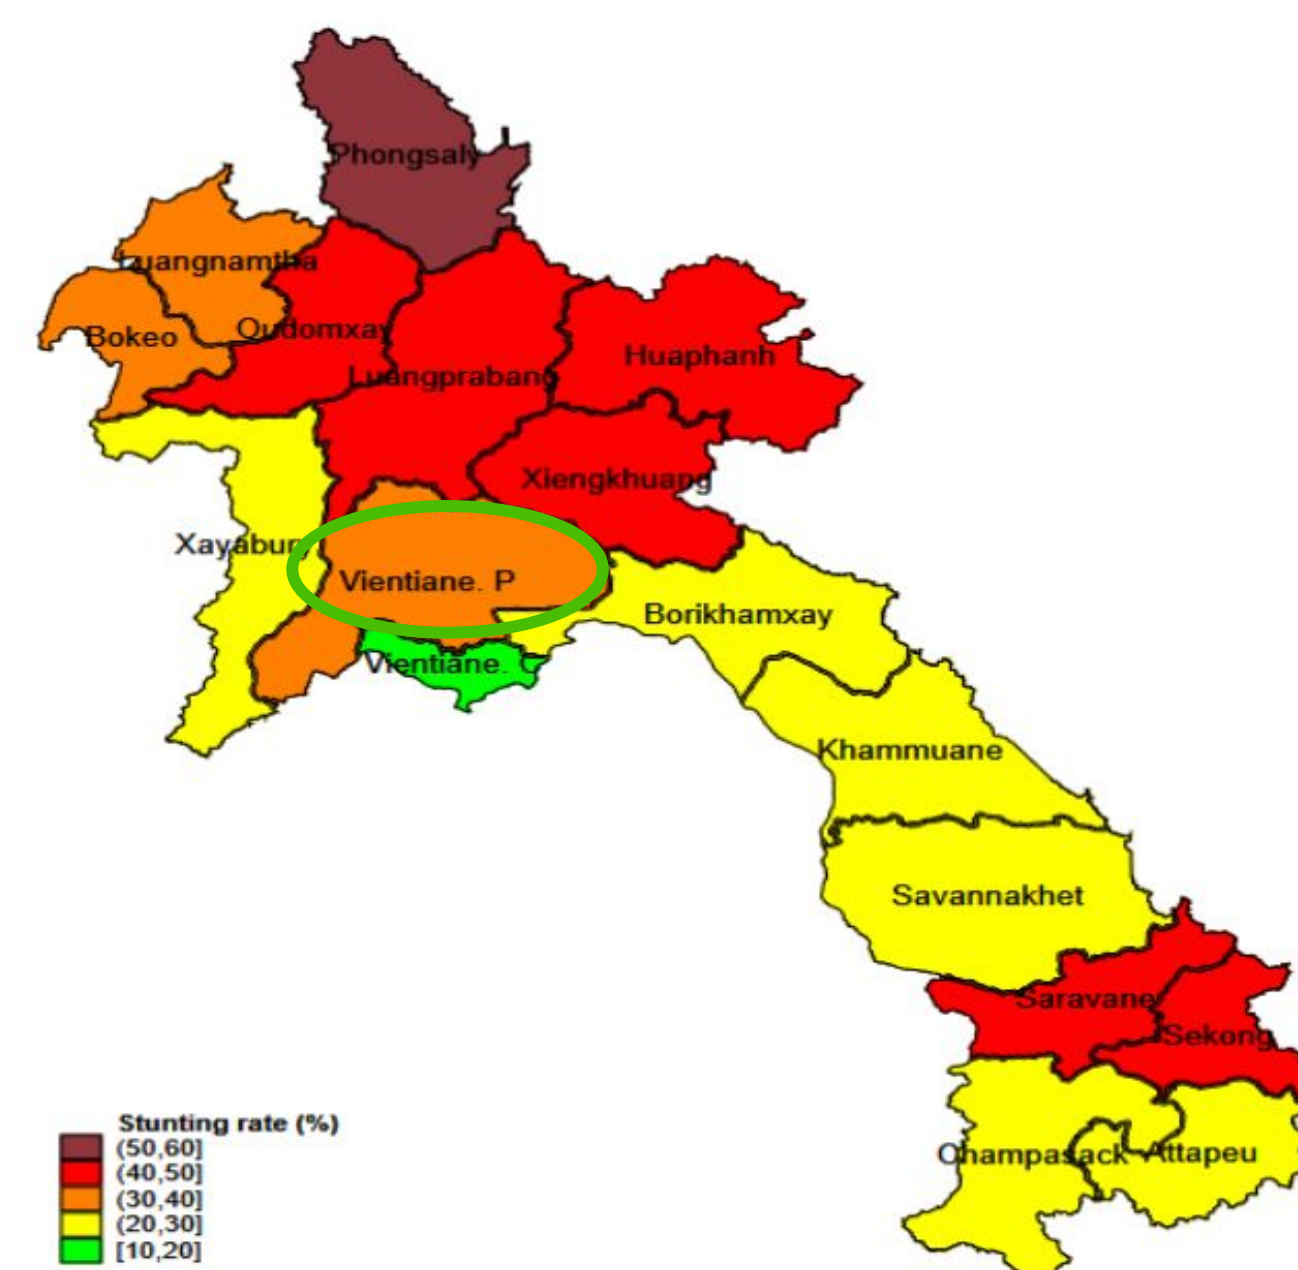 Phongsaly
Luangnamtha
Bokeo
Oudomxay
Luangprabang
Huaphanh
Xiengkhuang
Xayabury
Vientiane. P
Borikhamxay
Vientiane. C
Khammuane
Savannakhet
Saravane
Sekong
Champasack
Attapeu
Stunting rate (%)
(50,60]
(40,50]
(30,40]
(20,30]
[10,20]